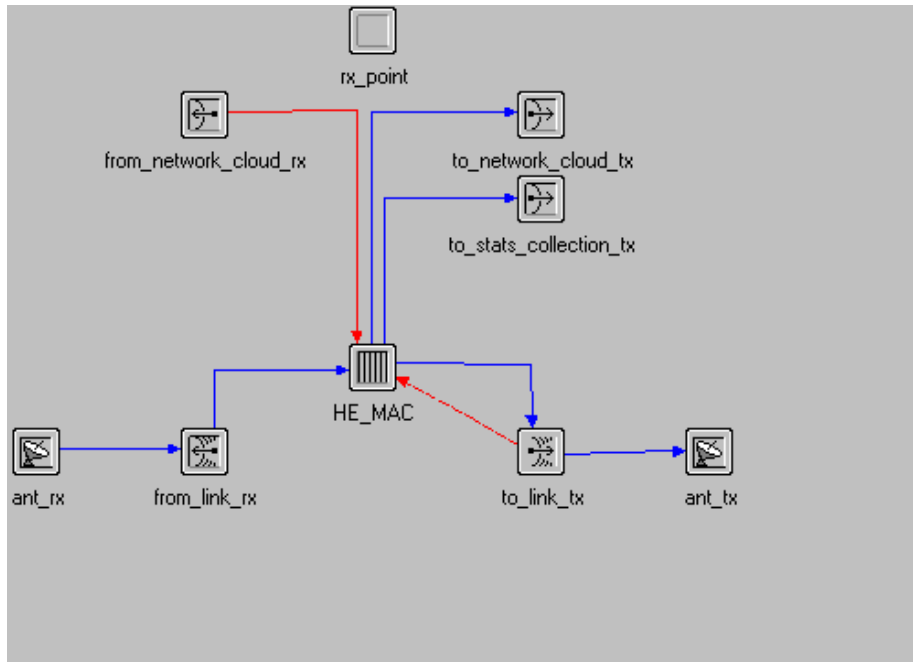 rx_point
from_network_cloud_rx
to_network_cloud_tx
to_stats_collection_tx
HE_MAC
ant_rx
from_link_rx
to_link_tx
ant_tx